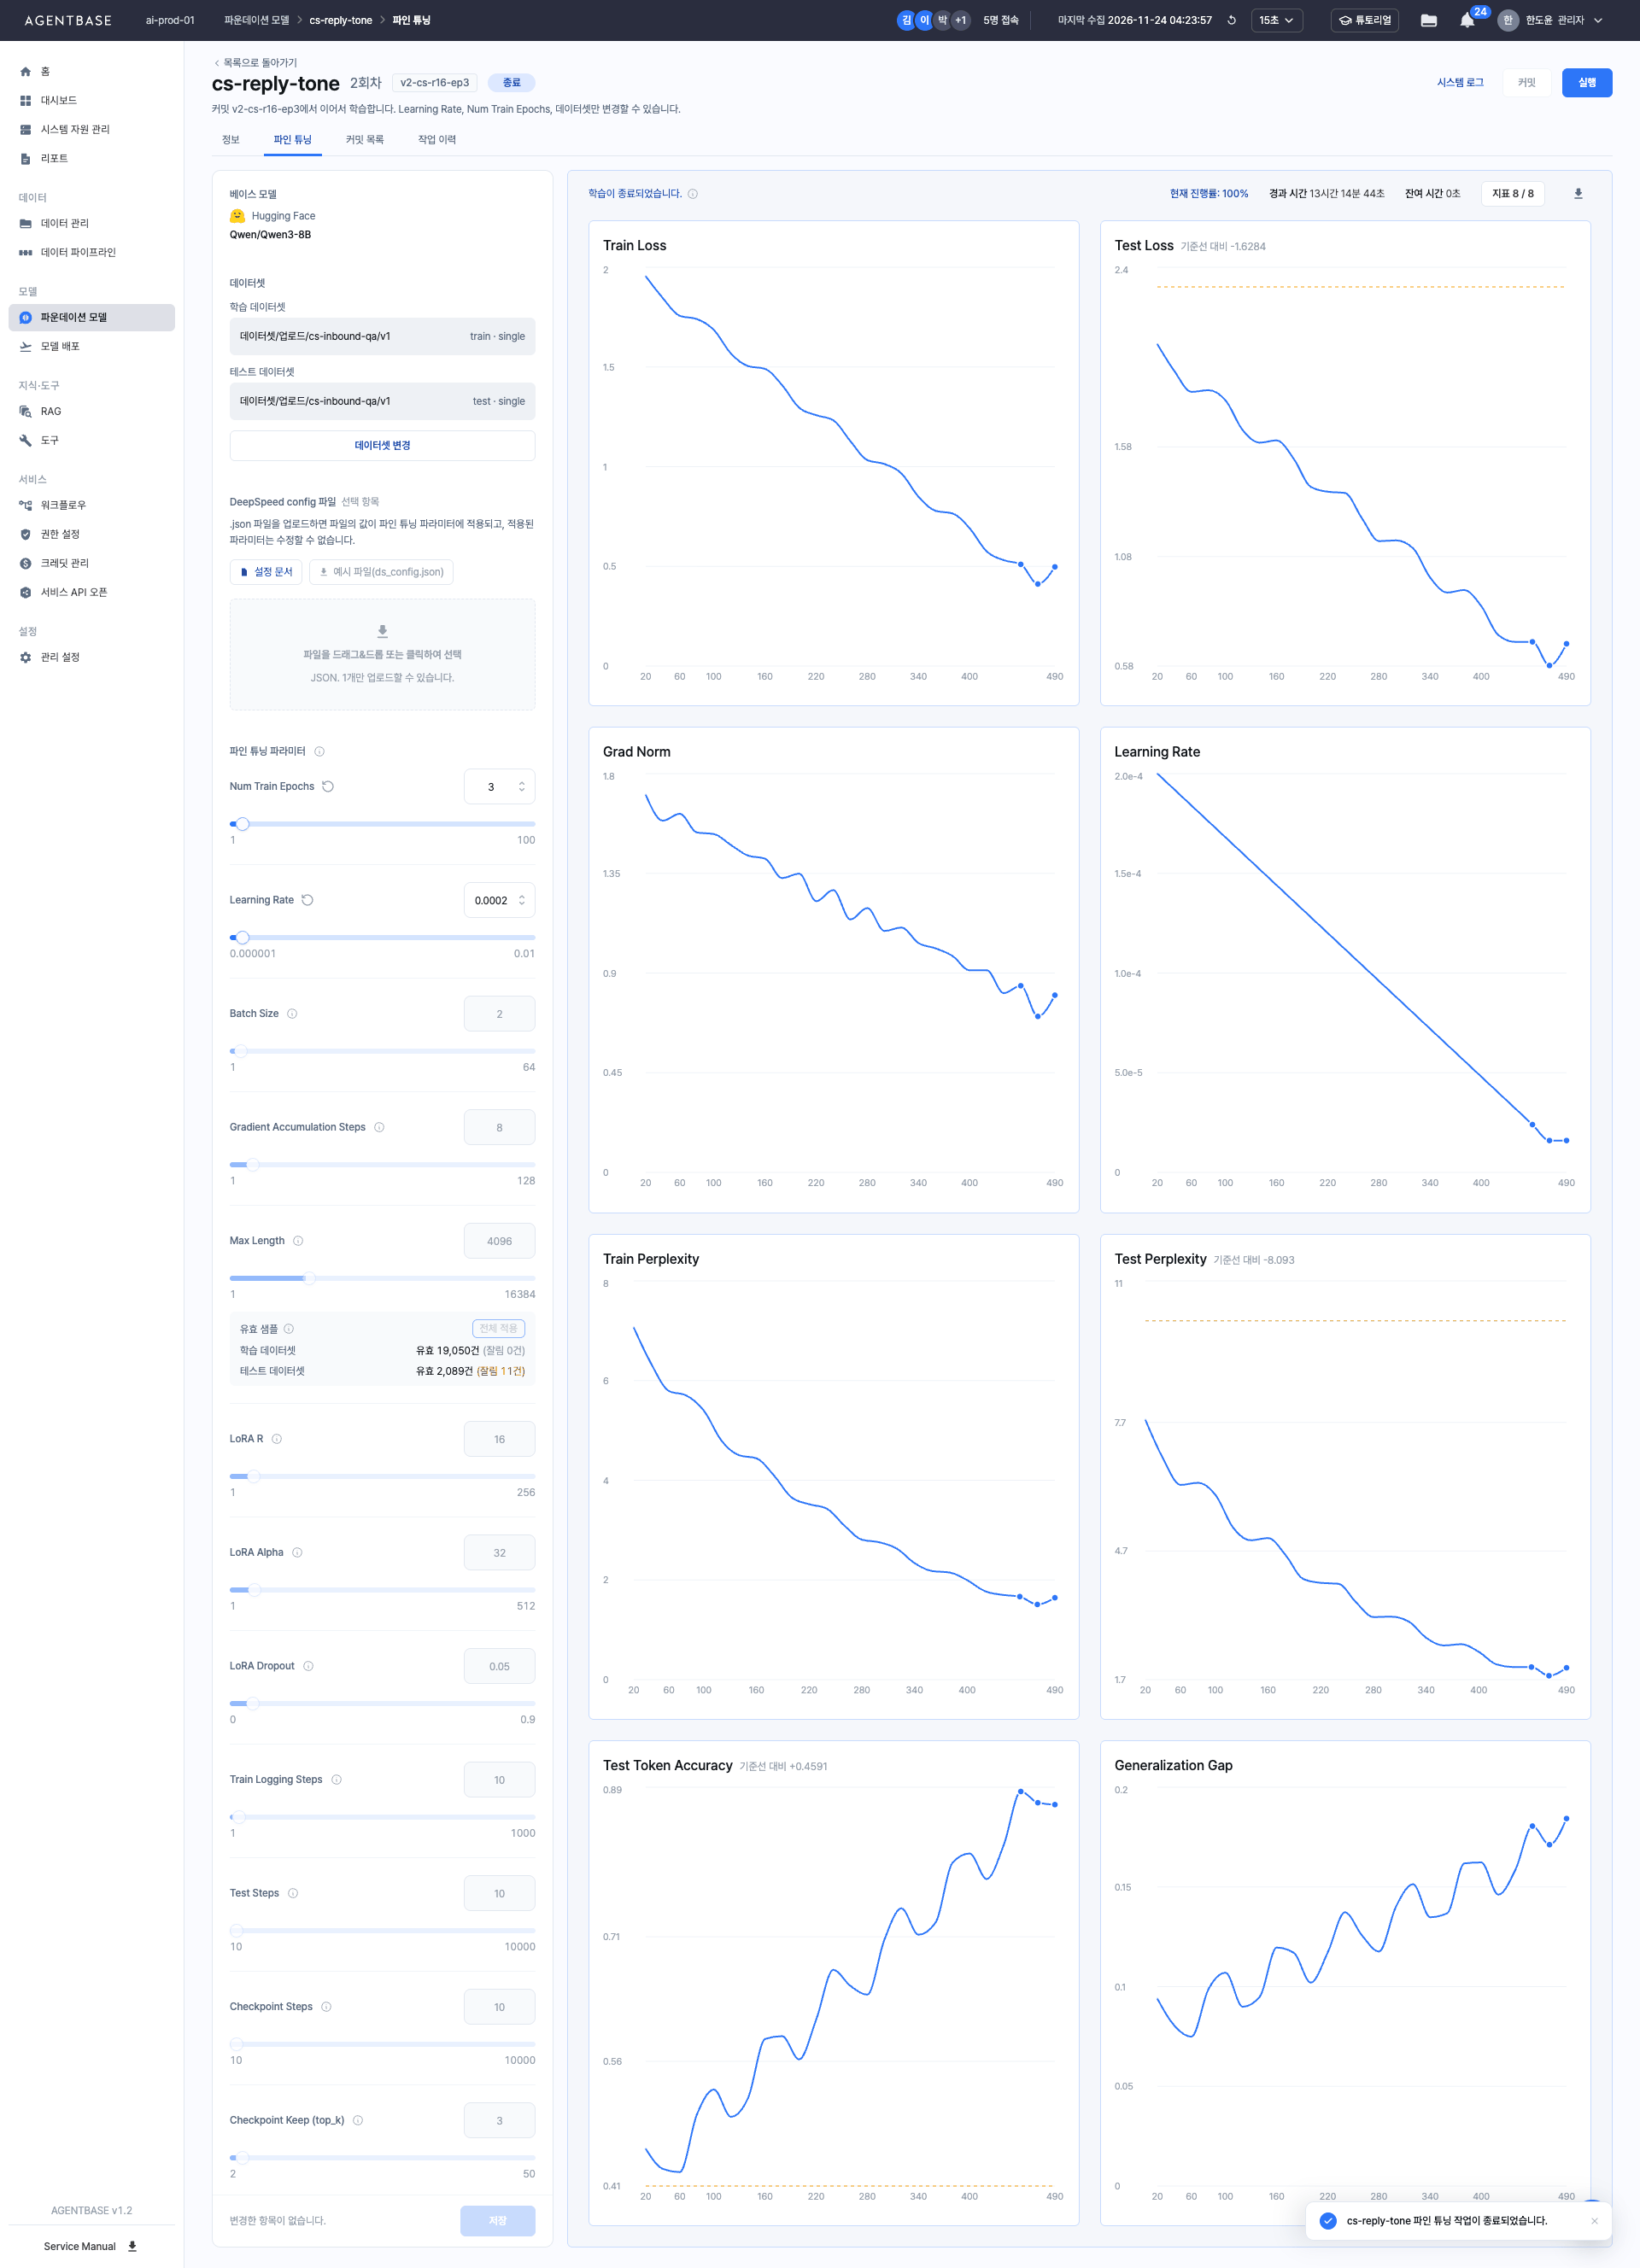 AGENTBASE
ai-prod-01
파운데이션 모델 > cs-reply-tone > 파인 튜닝
김 이 박 +1 5명 접속
마지막 수집 2026-11-24 04:23:57
15초
튜토리얼
24
한 한도윤 관리자
홈
대시보드
시스템 자원 관리
리포트
데이터
데이터 관리
데이터 파이프라인
모델
파운데이션 모델
모델 배포
지식·도구
RAG
도구
서비스
워크플로우
권한 설정
크레딧 관리
서비스 API 오픈
설정
관리 설정
AGENTBASE v1.2
Service Manual
목록으로 돌아가기
cs-reply-tone 2회차 v2-cs-r16-ep3 종료
시스템 로그 커밋 실행
커밋 v2-cs-r16-ep3에서 이어서 학습합니다. Learning Rate, Num Train Epochs, 데이터셋만 변경할 수 있습니다.
정보 파인 튜닝 커밋 목록 작업 이력
베이스 모델
Hugging Face
Qwen/Qwen3-8B
데이터셋
학습 데이터셋
데이터셋/업로드/cs-inbound-qa/v1 train · single
테스트 데이터셋
데이터셋/업로드/cs-inbound-qa/v1 test · single
데이터셋 변경
DeepSpeed config 파일 선택 항목
.json 파일을 업로드하면 파일의 값이 파인 튜닝 파라미터에 적용되고, 적용된
파라미터는 수정할 수 없습니다.
설정 문서 예시 파일(ds_config.json)
파일을 드래그&드롭 또는 클릭하여 선택
JSON. 1개만 업로드할 수 있습니다.
파인 튜닝 파라미터
Num Train Epochs 3
1 100
Learning Rate 0.0002
0.000001 0.01
Batch Size 2
1 64
Gradient Accumulation Steps 8
1 128
Max Length 4096
1 16384
유효 샘플 전체 적용
학습 데이터셋 유효 19,050건 (잘림 0건)
테스트 데이터셋 유효 2,089건 (잘림 11건)
LoRA R 16
1 256
LoRA Alpha 32
1 512
LoRA Dropout 0.05
0 0.9
Train Logging Steps 10
1 1000
Test Steps 10
10 10000
Checkpoint Steps 10
10 10000
Checkpoint Keep (top_k) 3
2 50
변경한 항목이 없습니다. 저장
학습이 종료되었습니다.
현재 진행률: 100% 경과 시간 13시간 14분 44초 잔여 시간 0초 지표 8 / 8
Train Loss
2
1.5
1
0.5
0
20 60 100 160 220 280 340 400 490
Test Loss 기준선 대비 -1.6284
2.4
1.58
1.08
0.58
20 60 100 160 220 280 340 400 490
Grad Norm
1.8
1.35
0.9
0.45
0
20 60 100 160 220 280 340 400 490
Learning Rate
2.0e-4
1.5e-4
1.0e-4
5.0e-5
0
20 60 100 160 220 280 340 400 490
Train Perplexity
8
6
4
2
0
20 60 100 160 220 280 340 400 490
Test Perplexity 기준선 대비 -8.093
11
7.7
4.7
1.7
20 60 100 160 220 280 340 400 490
Test Token Accuracy 기준선 대비 +0.4591
0.89
0.71
0.56
0.41
20 60 100 160 220 280 340 400 490
Generalization Gap
0.2
0.15
0.1
0.05
0
20 60 100 160 220 280 340 400 490
cs-reply-tone 파인 튜닝 작업이 종료되었습니다.